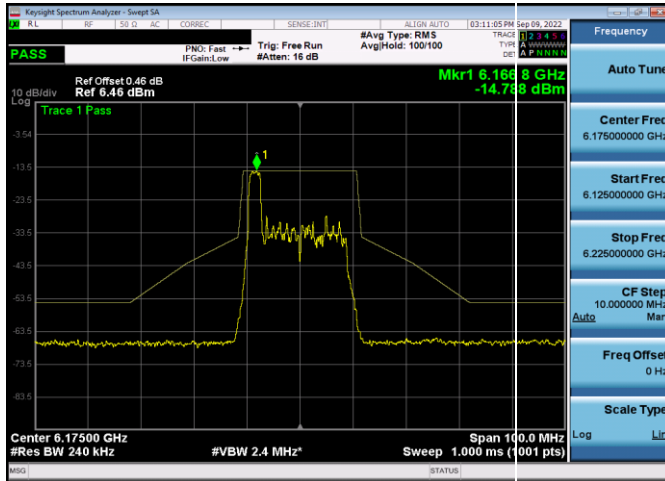 Keysight Spectrum Analyzer - Swept SA
RL RF 50 Ω AC CORREC SENSE:INT ALIGN AUTO 03:11:05 PM Sep 09, 2022
PASS
PNO: Fast
IFGain:Low
Trig: Free Run
#Atten: 16 dB
#Avg Type: RMS
Avg|Hold: 100/100
TRACE 1 2 3 4 5 6
TYPE A W W W W W
DET A P N N N N
Frequency
Ref Offset 0.46 dB
10 dB/div Ref 6.46 dBm
Log
Mkr1 6.166 8 GHz
-14.788 dBm
Trace 1 Pass
1
-3.54
-13.5
-23.5
-33.5
-43.5
-53.5
-63.5
-73.5
-83.5
Center 6.17500 GHz Span 100.0 MHz
#Res BW 240 kHz #VBW 2.4 MHz* Sweep 1.000 ms (1001 pts)
MSG STATUS
Auto Tune
Center Freq
6.175000000 GHz
Start Freq
6.125000000 GHz
Stop Freq
6.225000000 GHz
CF Step
10.000000 MHz
Auto Man
Freq Offset
0 Hz
Scale Type
Log Lin